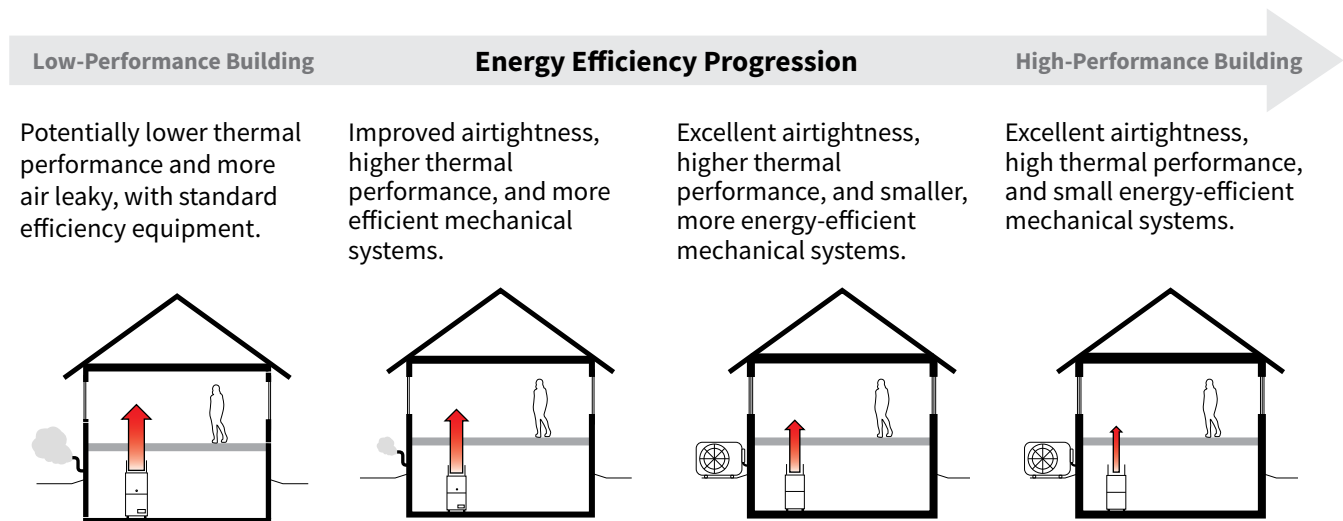 Low-Performance Building
Energy Efficiency Progression
High-Performance Building
Potentially lower thermal
performance and more
air leaky, with standard
efficiency equipment.
Improved airtightness,
higher thermal
performance, and more
efficient mechanical
systems.
Excellent airtightness,
higher thermal
performance, and smaller,
more energy-efficient
mechanical systems.
Excellent airtightness,
high thermal performance,
and small energy-efficient
mechanical systems.